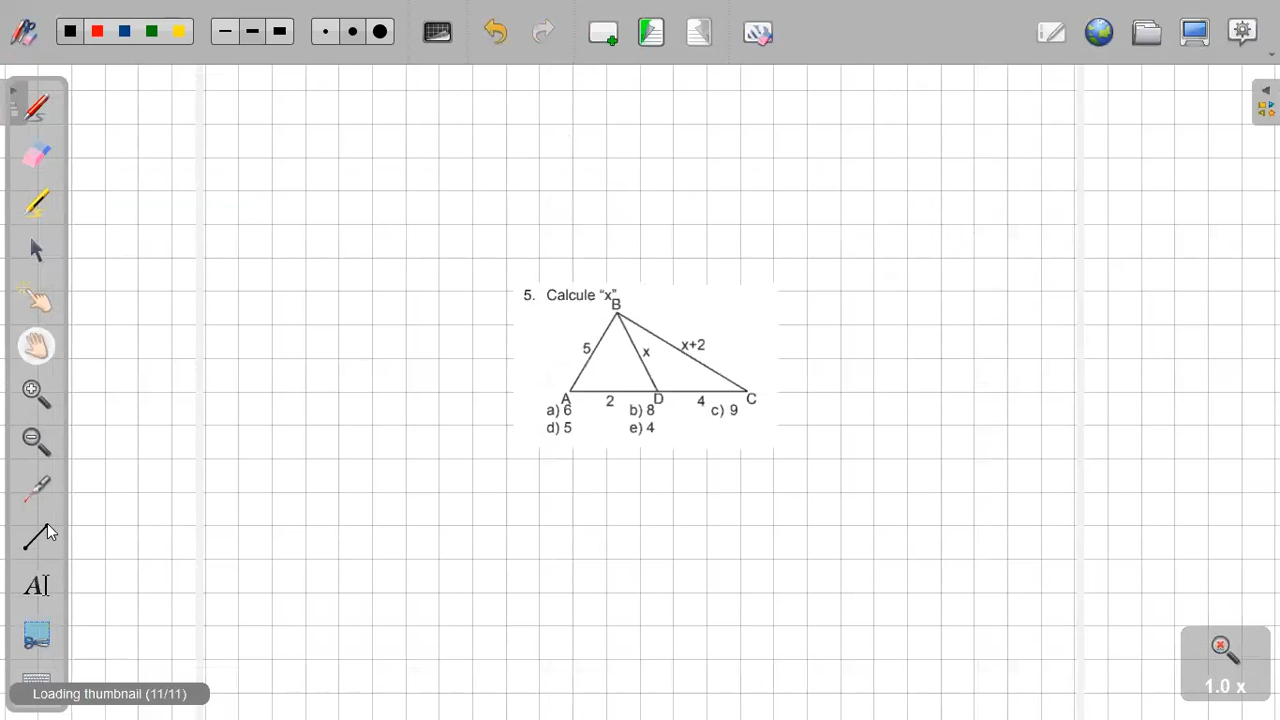 5. Calcule “x”
B
5 x x+2
A 2 D 4 C
a) 6 b) 8 c) 9
d) 5 e) 4
A
Loading thumbnail (11/11)
1.0 x